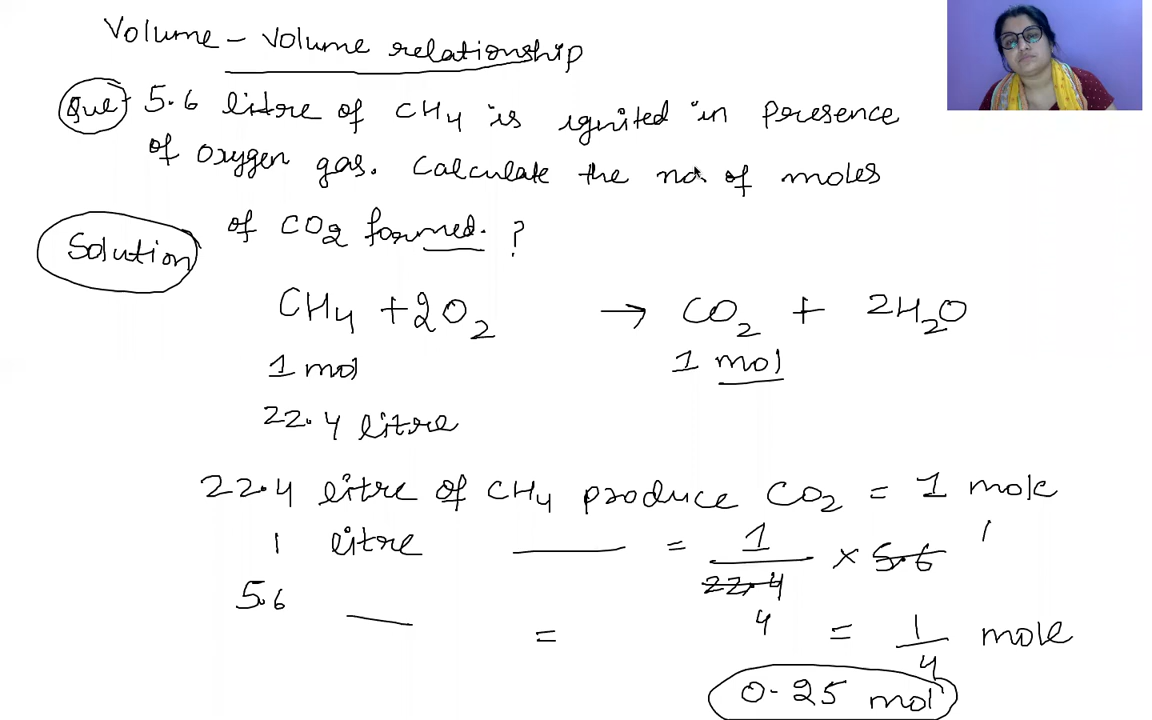 Volume - Volume relationship
Que 5.6 litre of CH4 is ignited in presence
of oxygen gas. Calculate the no. of moles
of CO2 formed. ?
Solution
CH4 + 2O2 → CO2 + 2H2O
1 mol 1 mol
22.4 litre
22.4 litre of CH4 produce CO2 = 1 mole
1 litre —— = 1/22.4 × 5.6 1
5.6 —— = 4 = 1/4 mole
0.25 mol